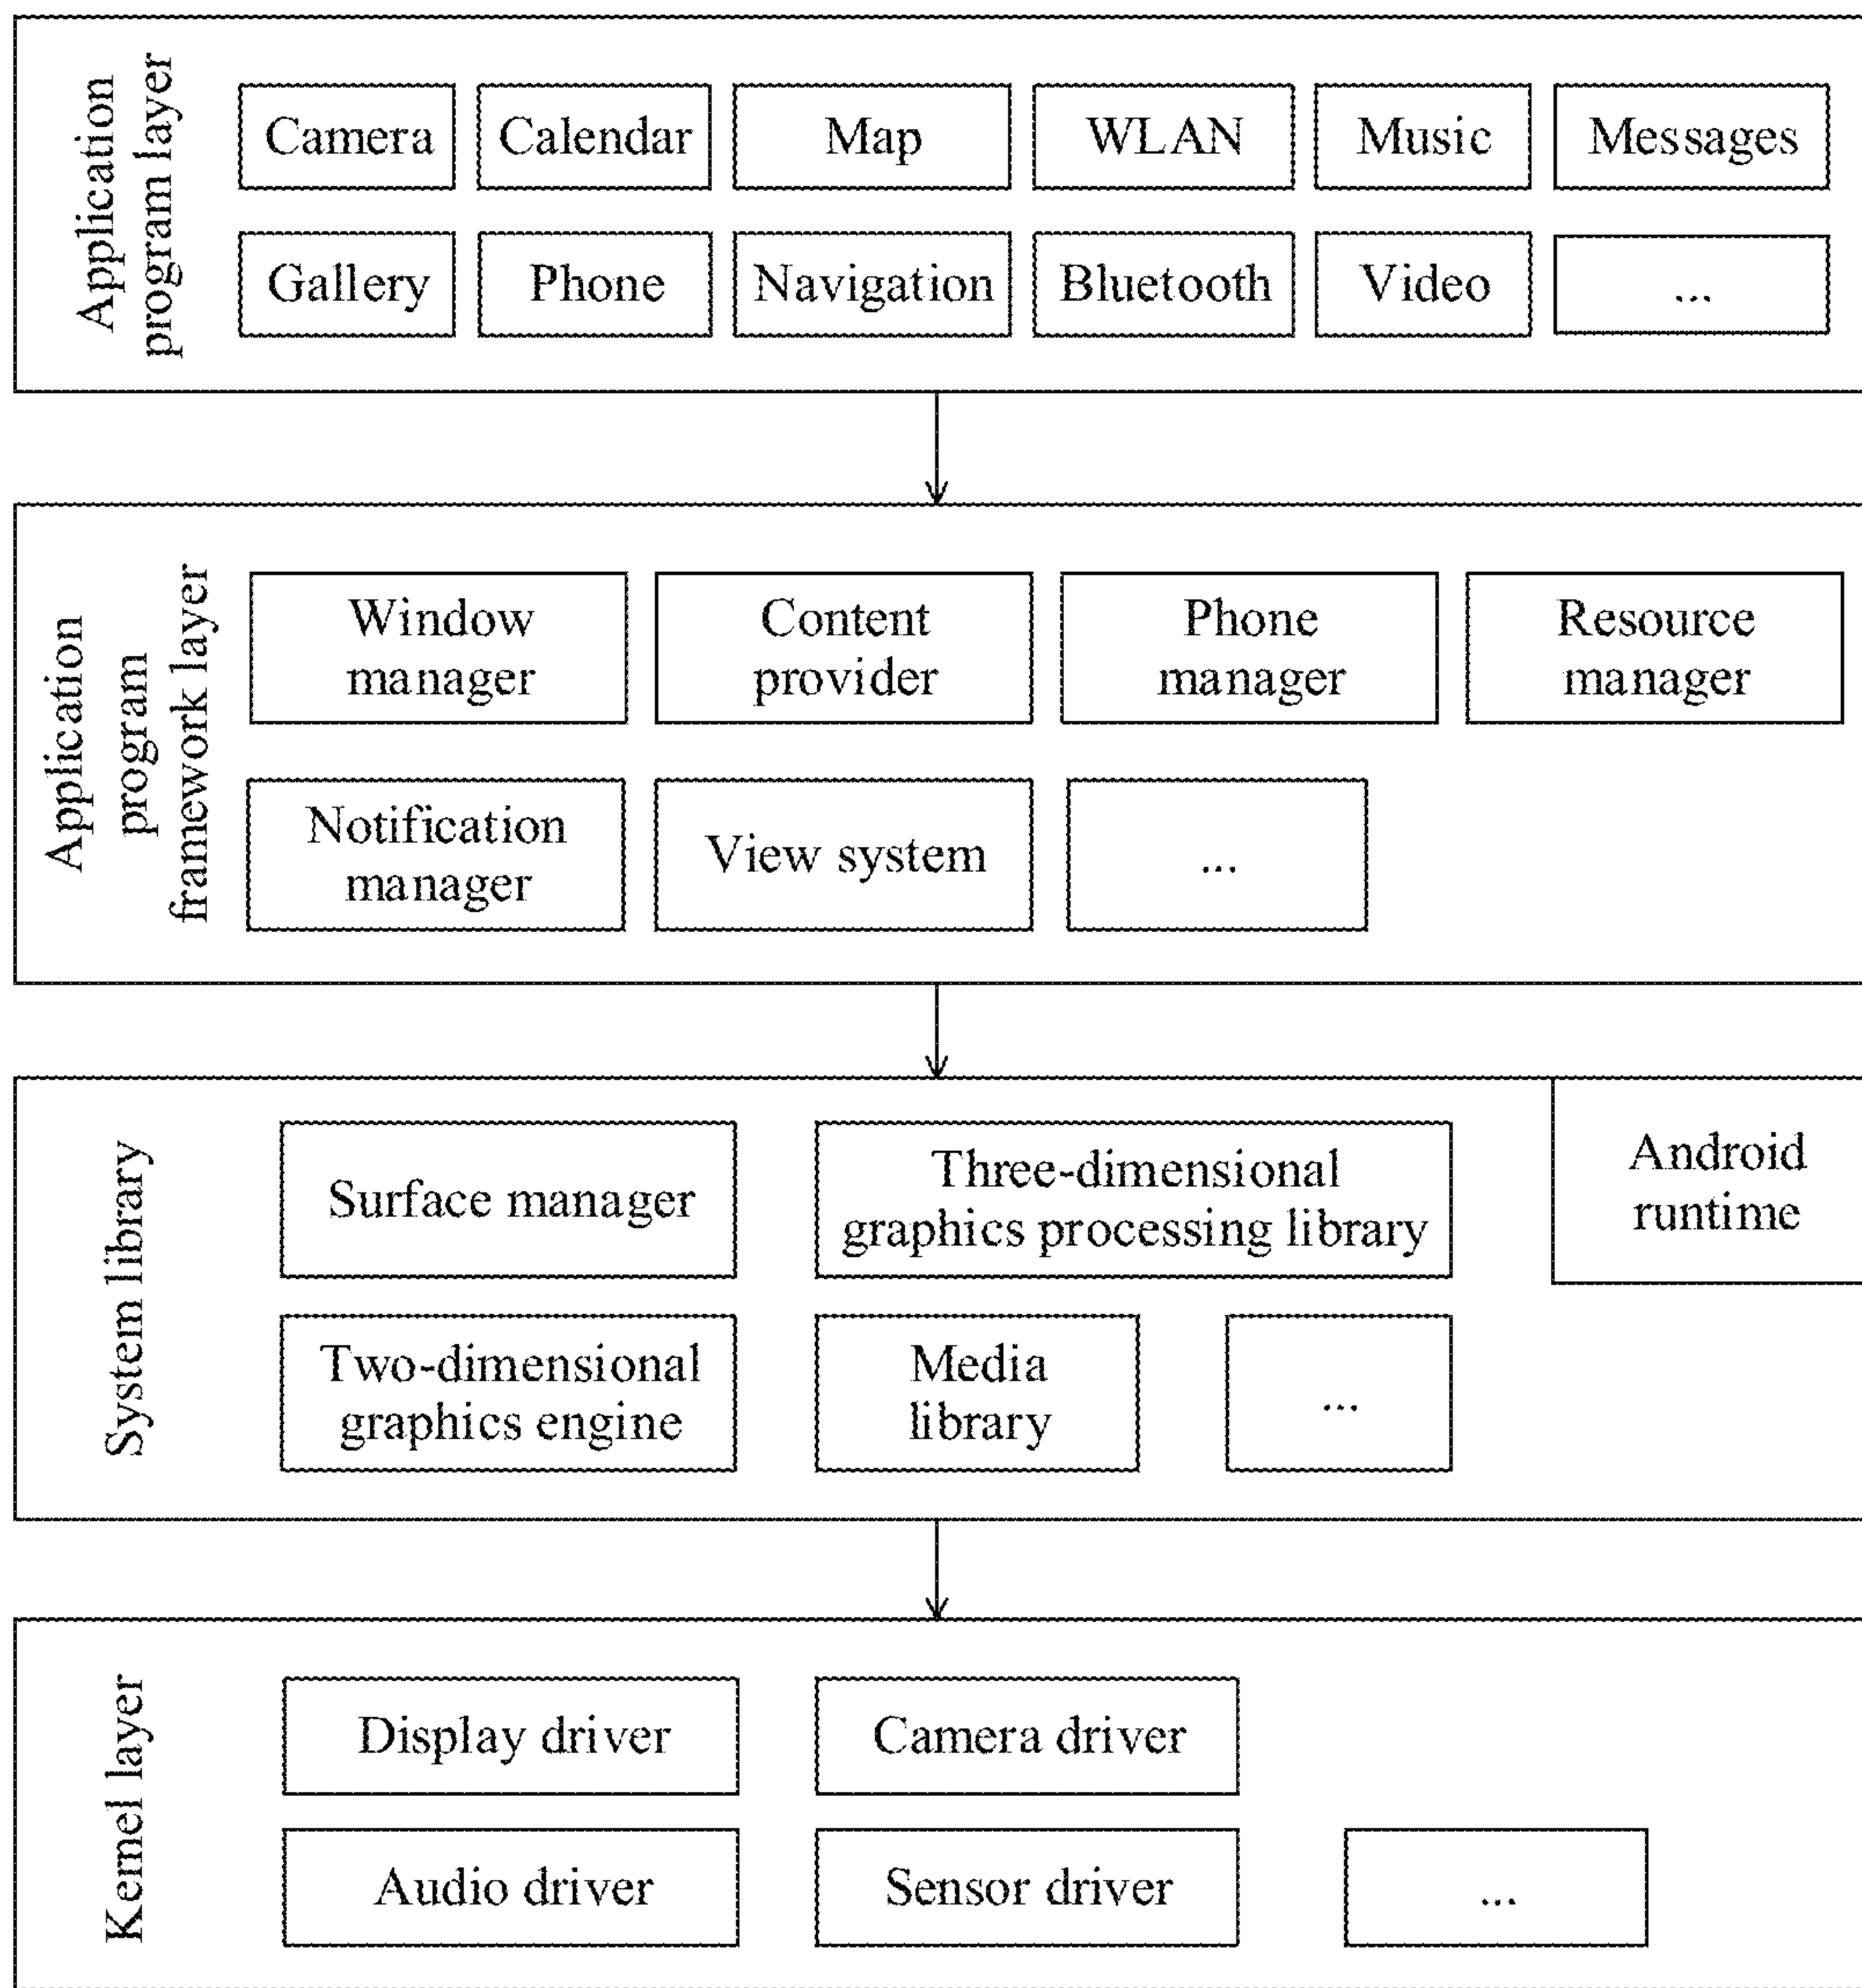 Application
program layer
Camera
Calendar
Map
WLAN
Music
Messages
Gallery
Phone
Navigation
Bluetooth
Video
...
Application
program
framework layer
Window
manager
Content
provider
Phone
manager
Resource
manager
Notification
manager
View system
...
System library
Surface manager
Three-dimensional
graphics processing library
Android
runtime
Two-dimensional
graphics engine
Media
library
...
Kernel layer
Display driver
Camera driver
Audio driver
Sensor driver
...